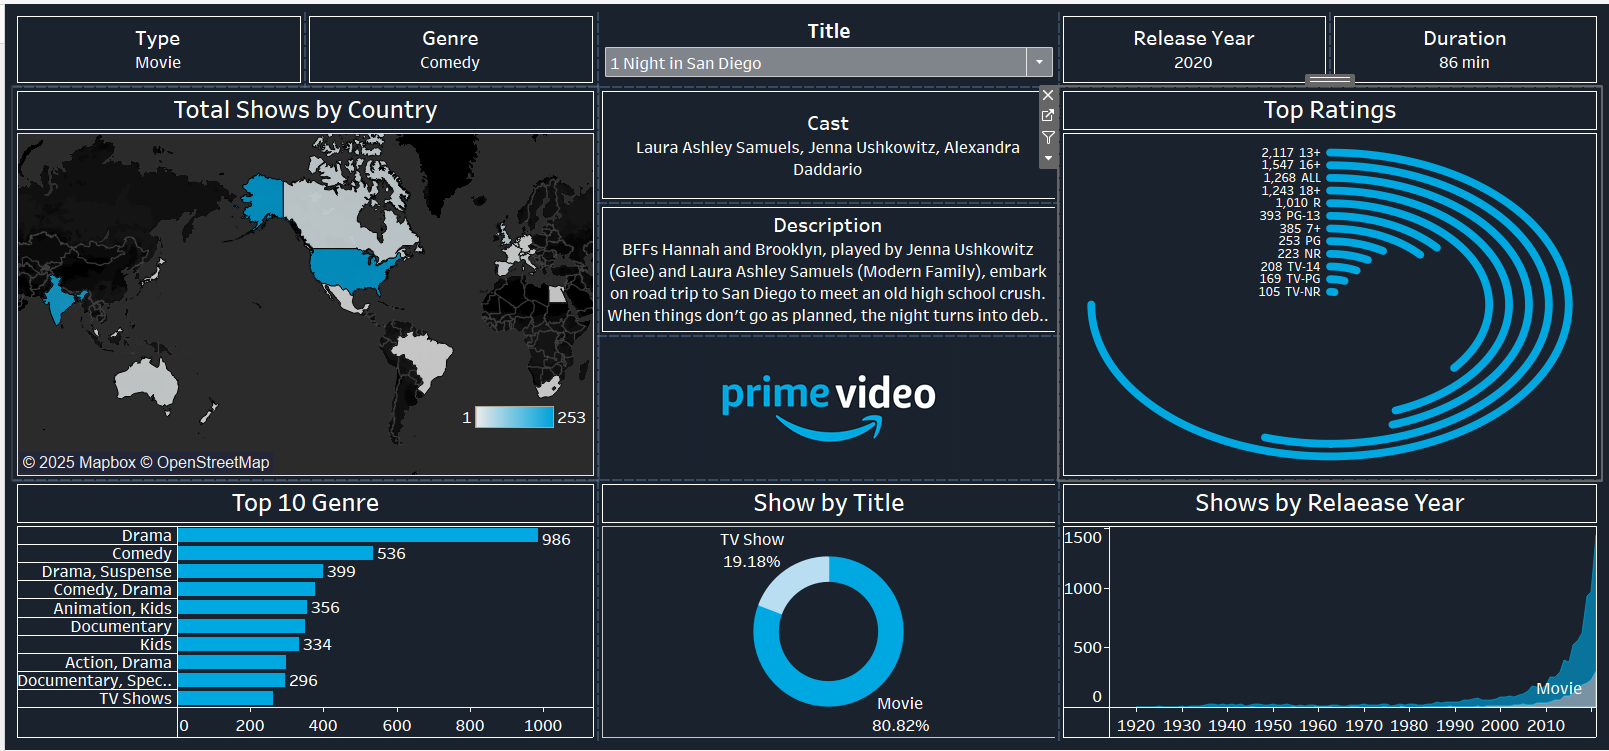 Type
Movie
Genre
Comedy
Title
1 Night in San Diego
Release Year
2020
Duration
86 min
Total Shows by Country
1
253
© 2025 Mapbox © OpenStreetMap
Cast
Laura Ashley Samuels, Jenna Ushkowitz, Alexandra
Daddario
Description
BFFs Hannah and Brooklyn, played by Jenna Ushkowitz
(Glee) and Laura Ashley Samuels (Modern Family), embark
on road trip to San Diego to meet an old high school crush.
When things don’t go as planned, the night turns into deb..
prime video
Top Ratings
2,117 13+
1,547 16+
1,268 ALL
1,243 18+
1,010 R
393 PG-13
385 7+
253 PG
223 NR
208 TV-14
169 TV-PG
105 TV-NR
Top 10 Genre
Drama 986
Comedy 536
Drama, Suspense 399
Comedy, Drama
Animation, Kids 356
Documentary
Kids 334
Action, Drama
Documentary, Spec.. 296
TV Shows
0 200 400 600 800 1000
Show by Title
TV Show
19.18%
Movie
80.82%
Shows by Relaease Year
1500
1000
500
0
Movie
1920 1930 1940 1950 1960 1970 1980 1990 2000 2010